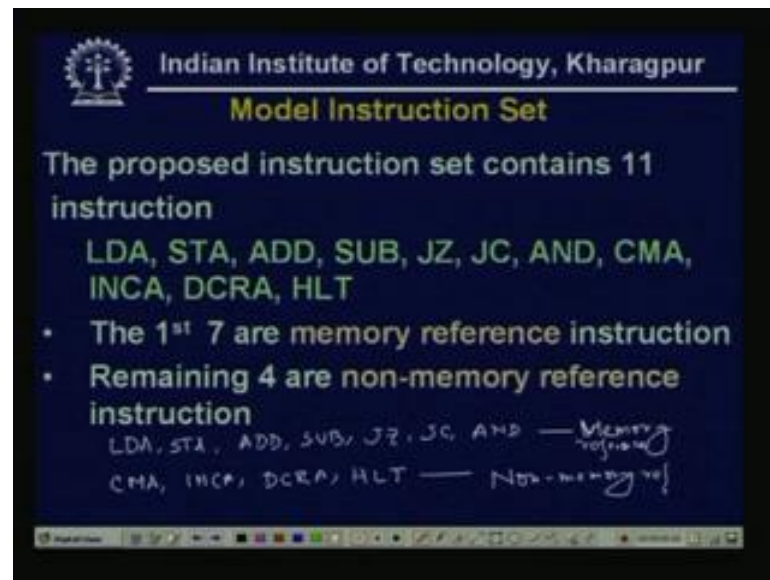 Indian Institute of Technology, Kharagpur
Model Instruction Set
The proposed instruction set contains 11
instruction
LDA, STA, ADD, SUB, JZ, JC, AND, CMA,
INCA, DCRA, HLT
• The 1st 7 are memory reference instruction
• Remaining 4 are non-memory reference
instruction
LDA, STA, ADD, SUB, JZ, JC, AND — Memory
CMA, INCA, DCRA, HLT — Non-memory ref